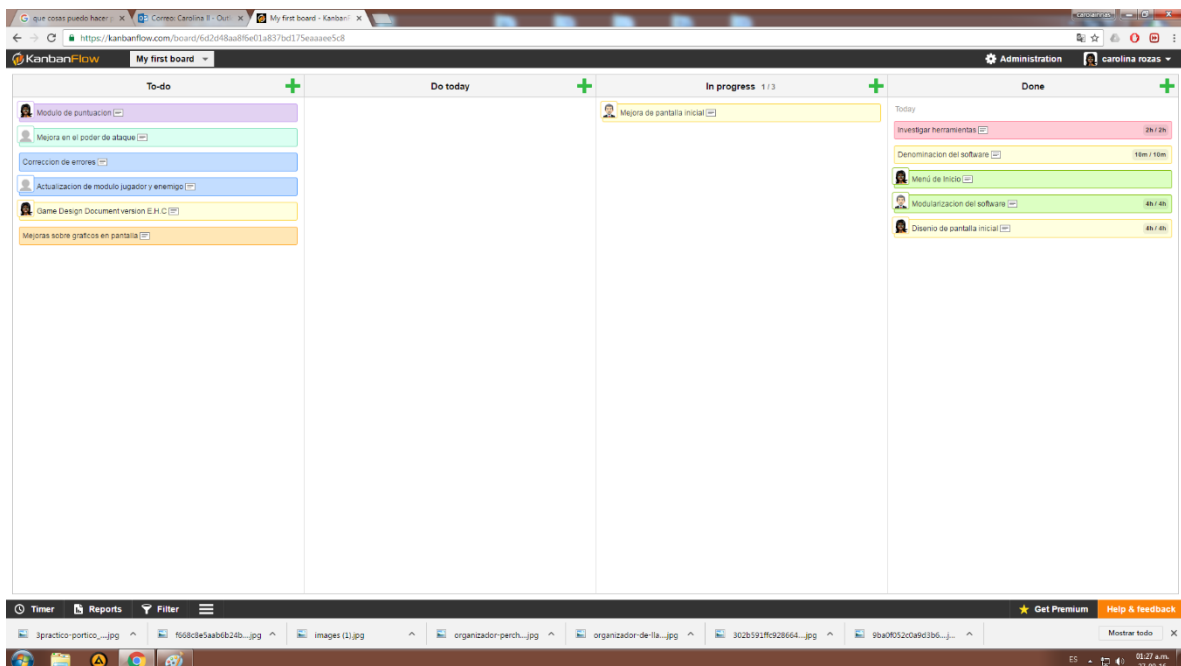 que cosas puedo hacer
Correo: Carolina II - Outl
My first board - Kanban
https://kanbanflow.com/board/6d2d48aa8f6e01a837bd175eaaaee5c8
KanbanFlow
My first board
Administration
carolina rozas
To-do
Do today
In progress 1 / 3
Done
Modulo de puntuacion
Mejora en el poder de ataque
Correccion de errores
Actualizacion de modulo jugador y enemigo
Game Design Document version E.H.C
Mejoras sobre graficos en pantalla
Mejora de pantalla inicial
Today
Investigar herramientas
2h / 2h
Denominacion del software
10m / 10m
Menú de Inicio
Modularizacion del software
4h / 4h
Disenio de pantalla inicial
4h / 4h
Timer
Reports
Filter
Get Premium
Help & feedback
3practico-portico_....jpg
f668c8e5aab6b24b...jpg
images (1).jpg
organizador-perch....jpg
organizador-de-lla....jpg
302b591ffc928664...jpg
9ba0f052c0a9d3b6...j...
Mostrar todo
ES
01:27 a.m.